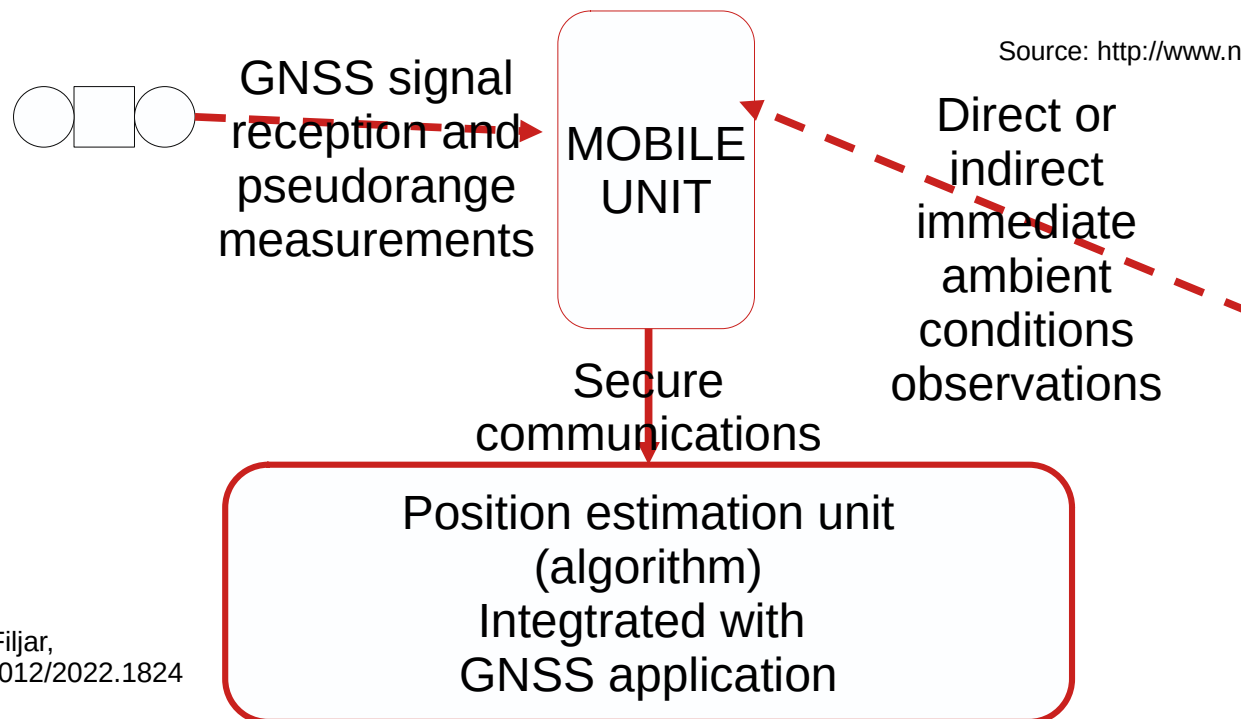 GNSS signal
reception and
pseudorange
measurements
MOBILE
UNIT
Source: http://www.n
Direct or
indirect
immediate
ambient
conditions
observations
Secure
communications
Position estimation unit
(algorithm)
Integtrated with
GNSS application
Filjar,
012/2022.1824